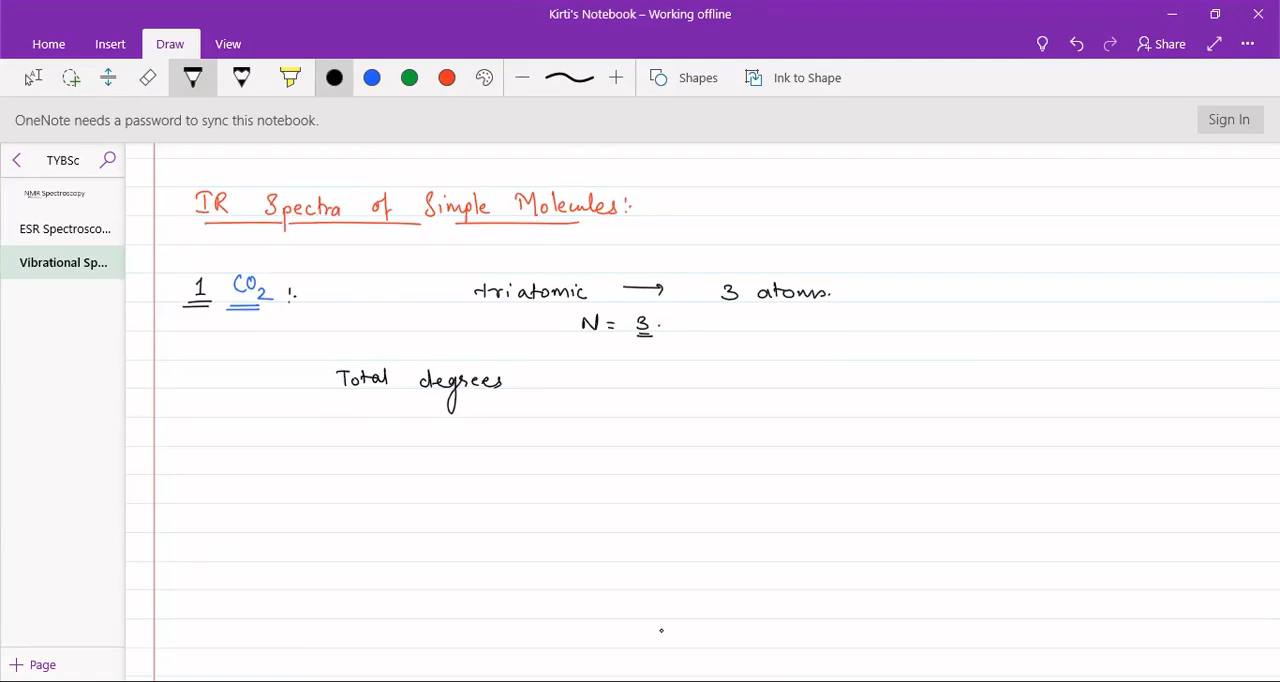 Kirti's Notebook – Working offline
Home Insert Draw View Share
Shapes Ink to Shape
OneNote needs a password to sync this notebook. Sign In
TYBSc
NMR Spectroscopy
ESR Spectrosco...
Vibrational Sp...
IR Spectra of Simple Molecules:-
1 CO₂ :- triatomic → 3 atoms.
N = 3.
Total degrees
+ Page